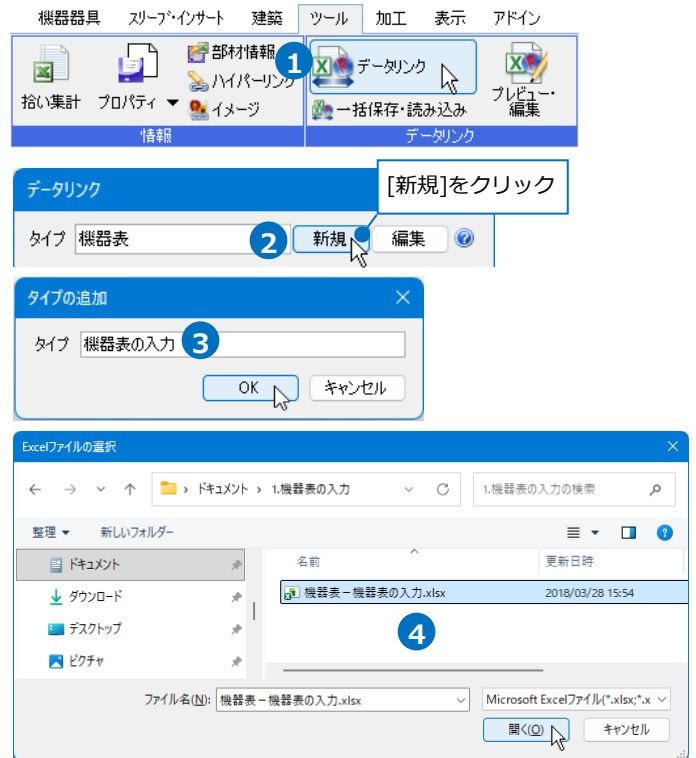 機器器具 スリーブ・インサート 建築 ツール 加工 表示 アドイン
部材情報 1 データリンク
ハイパーリンク
拾い集計 プロパティ イメージ 一括保存・読み込み プレビュー・
編集
情報 データリンク
データリンク [新規]をクリック
タイプ 機器表 2 新規 編集 ?
タイプの追加
タイプ 機器表の入力 3
OK キャンセル
Excelファイルの選択
ドキュメント › 1.機器表の入力 1.機器表の入力の検索
整理 新しいフォルダー ?
ドキュメント 名前 更新日時
ダウンロード 機器表－機器表の入力.xlsx 2018/03/28 15:54
デスクトップ 4
ピクチャ
ファイル名(N): 機器表－機器表の入力.xlsx Microsoft Excelファイル(*.xlsx;*.x
開く(O) キャンセル